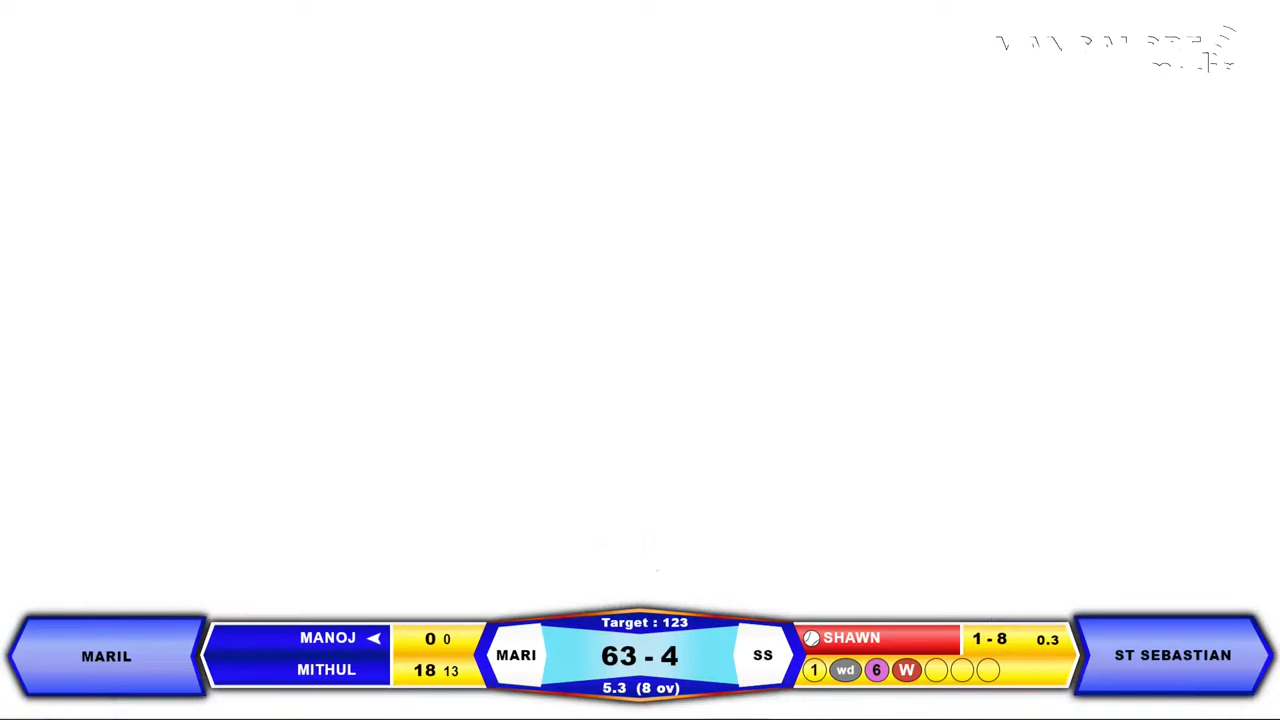 MARIL
MANOJ 0 0
MITHUL 18 13
MARI
Target : 123
63 - 4
5.3 (8 ov)
SS
SHAWN 1 - 8 0.3
1 wd 6 W
ST SEBASTIAN